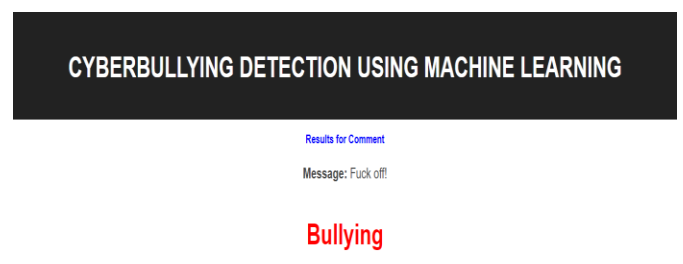 CYBERBULLYING DETECTION USING MACHINE LEARNING
Results for Comment
Message: Fuck off!
Bullying